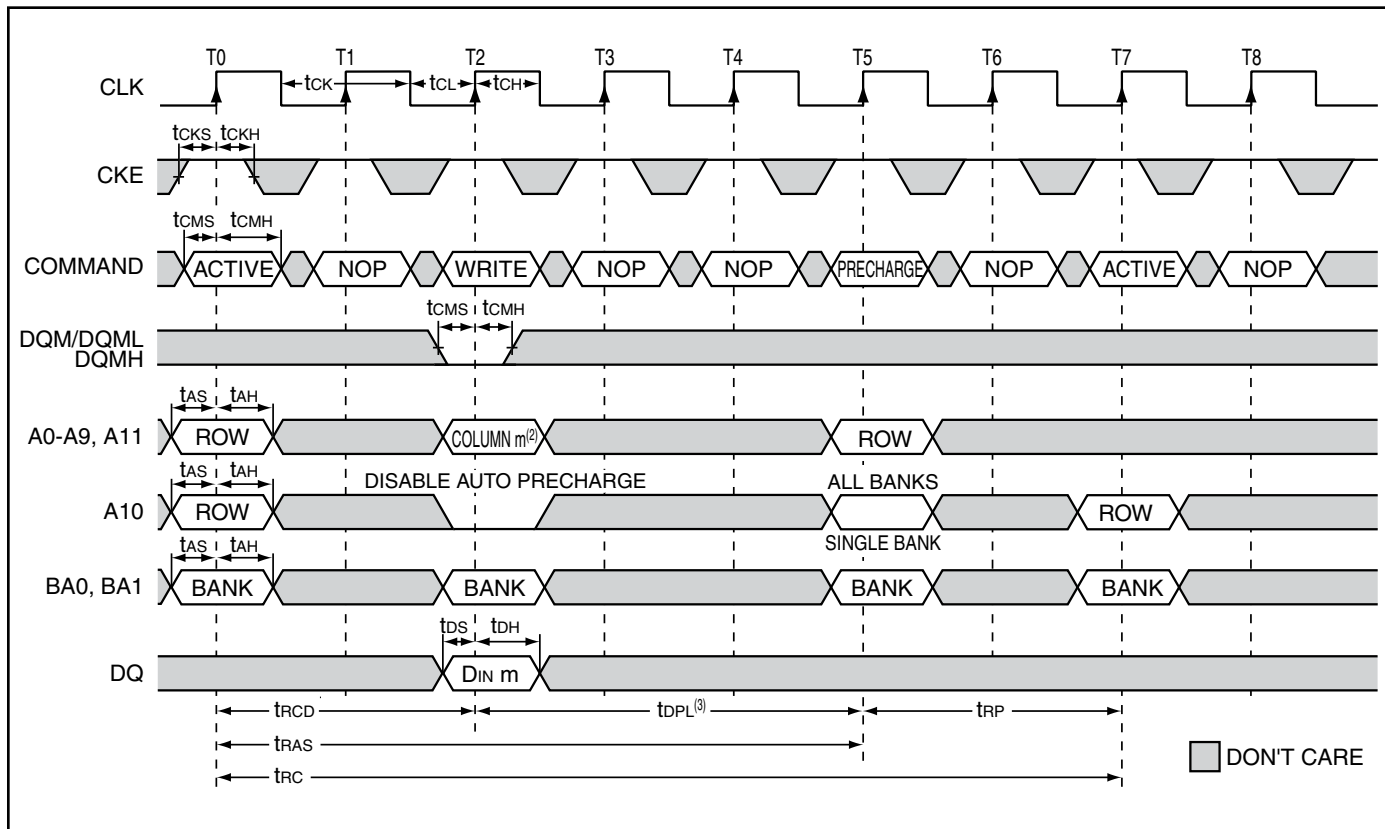 T0 T1 T2 T3 T4 T5 T6 T7 T8
CLK tCK tCL tCH
tCKS tCKH
CKE
tCMS tCMH
COMMAND ACTIVE NOP WRITE NOP NOP PRECHARGE NOP ACTIVE NOP
tCMS tCMH
DQM/DQML
DQMH
tAS tAH
A0-A9, A11 ROW COLUMN m(2) ROW
tAS tAH DISABLE AUTO PRECHARGE ALL BANKS
A10 ROW ROW
tAS tAH SINGLE BANK
BA0, BA1 BANK BANK BANK BANK
tDS tDH
DQ DIN m
tRCD tDPL(3) tRP
tRAS
tRC
DON'T CARE